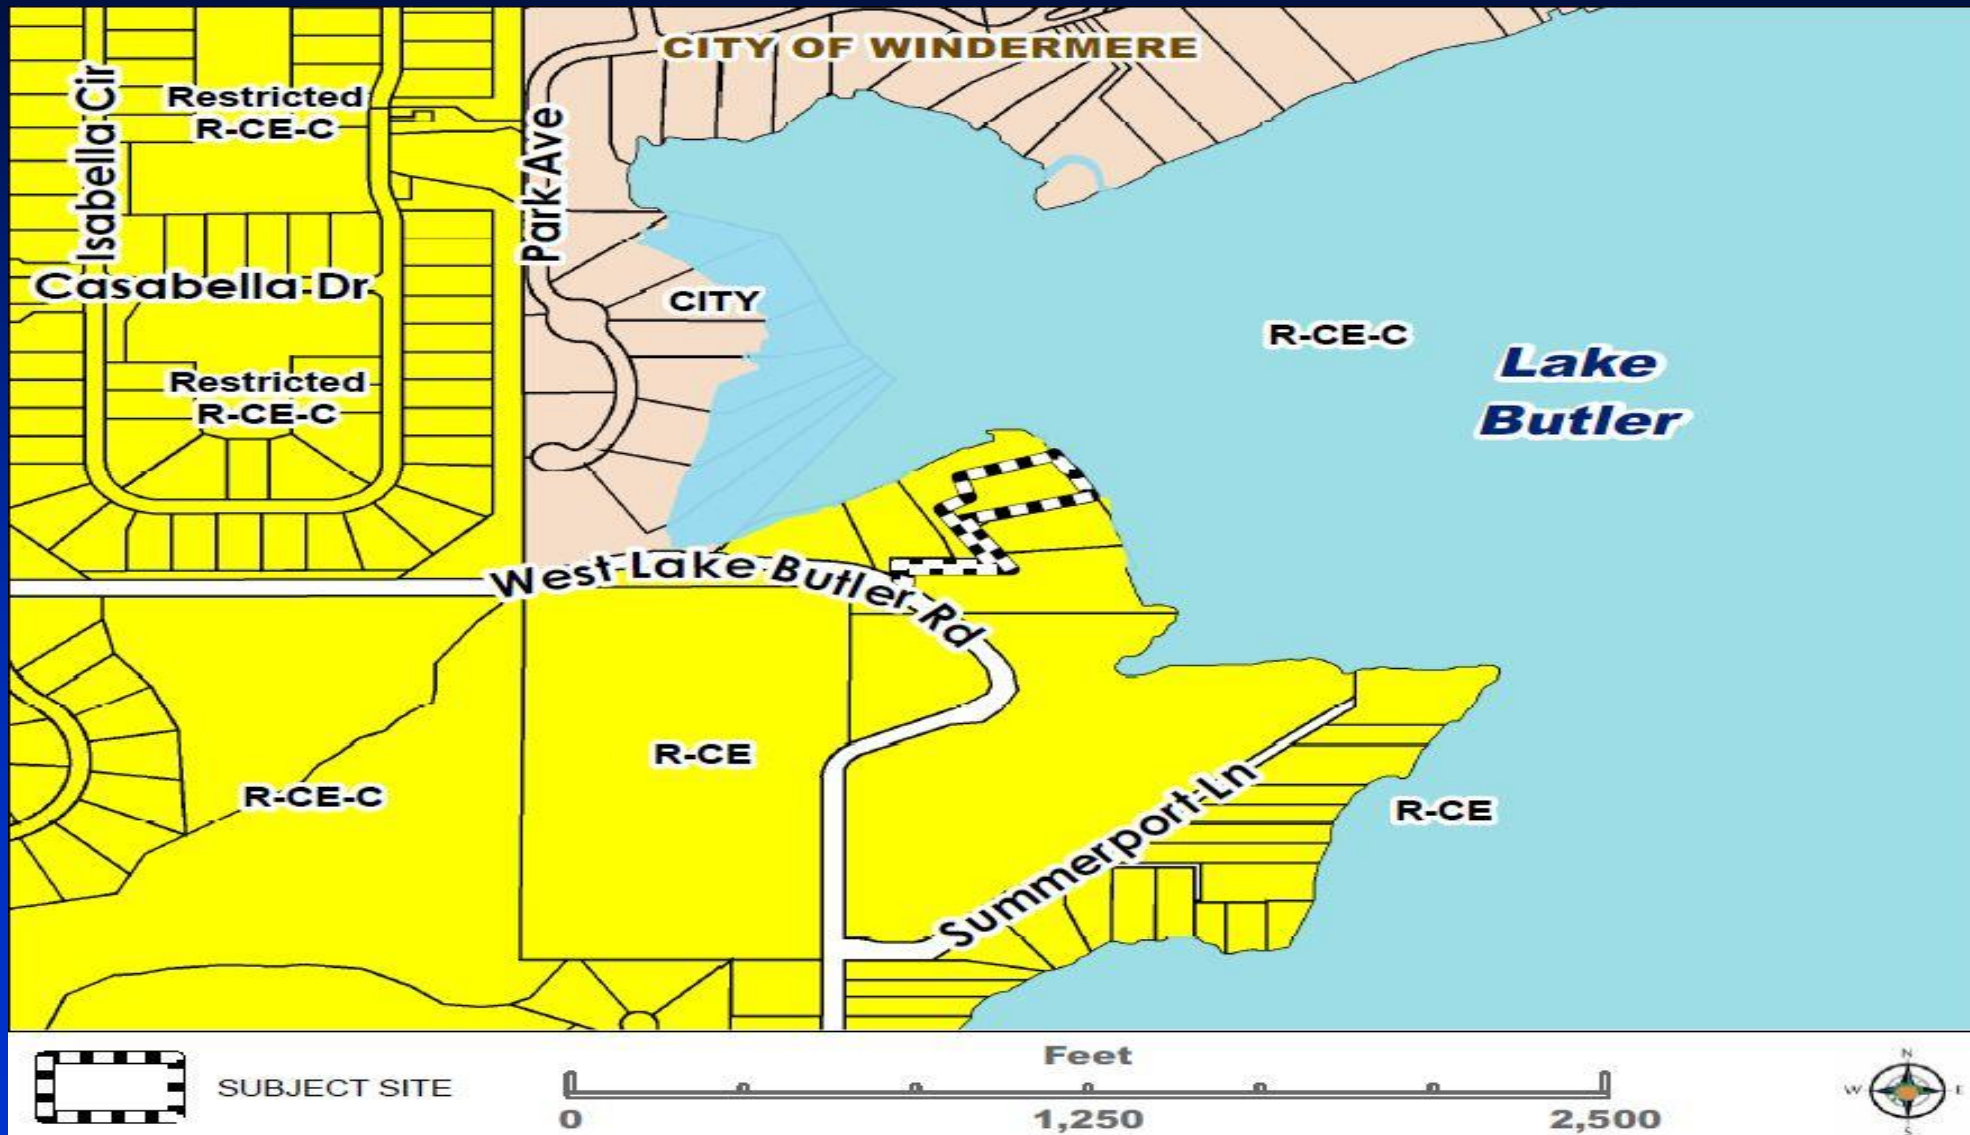 CITY OF WINDERMERE
Isabella Cir
Restricted
R-CE-C
Park Ave
Casabella Dr
CITY
R-CE-C
Lake
Butler
Restricted
R-CE-C
West Lake Butler Rd
R-CE
R-CE-C
Summerport Ln
R-CE
SUBJECT SITE
Feet
0 1,250 2,500
N
W E
S